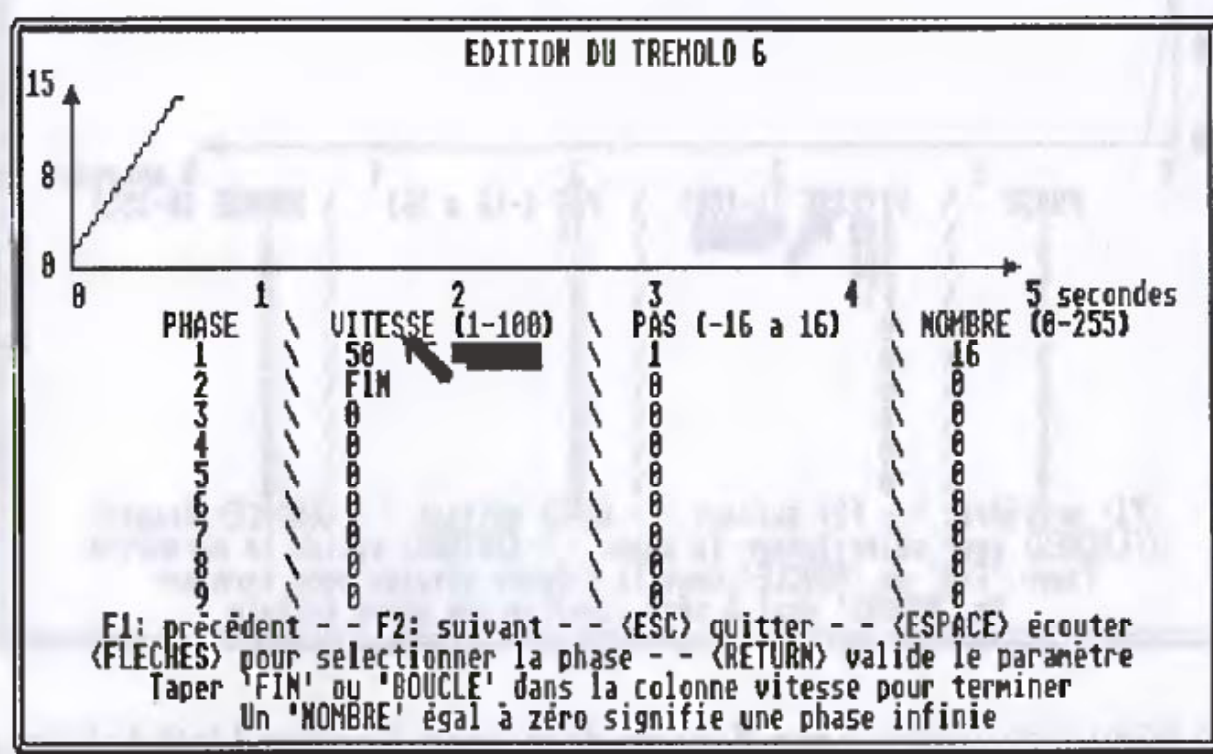 EDITION DU TREMOLO 6
15
8
0
0 1 2 3 4 5 secondes
PHASE \ VITESSE (1-100) \ PAS (-16 a 16) \ NOMBRE (0-255)
1 \ 50 \ 1 \ 16
2 \ FIN \ 0 \ 0
3 \ 0 \ 0 \ 0
4 \ 0 \ 0 \ 0
5 \ 0 \ 0 \ 0
6 \ 0 \ 0 \ 0
7 \ 0 \ 0 \ 0
8 \ 0 \ 0 \ 0
9 \ 0 \ 0 \ 0
F1: précédent - - F2: suivant - - <ESC> quitter - - <ESPACE> écouter
<FLECHES> pour selectionner la phase - - <RETURN> valide le paramètre
Taper 'FIN' ou 'BOUCLE' dans la colonne vitesse pour terminer
Un 'NOMBRE' égal à zéro signifie une phase infinie